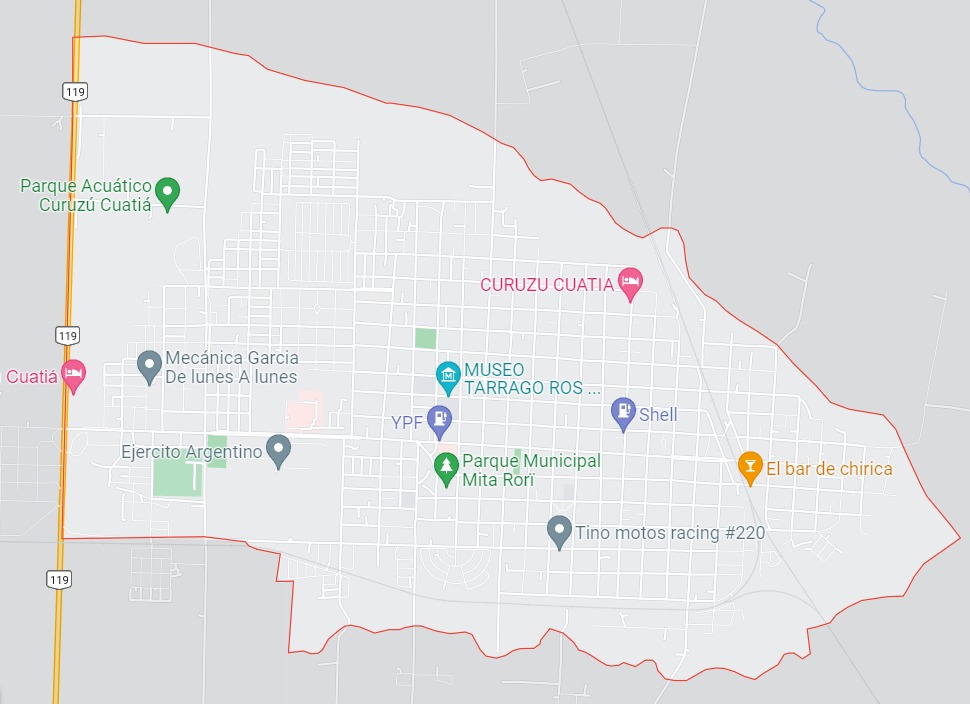 119
Parque Acuático
Curuzú Cuatiá
CURUZU CUATIA
119
Mecánica Garcia
De lunes A lunes
Cuatiá
MUSEO
TARRAGO ROS ...
YPF
Shell
Ejercito Argentino
Parque Municipal
Mita Rorï
El bar de chirica
Tino motos racing #220
119